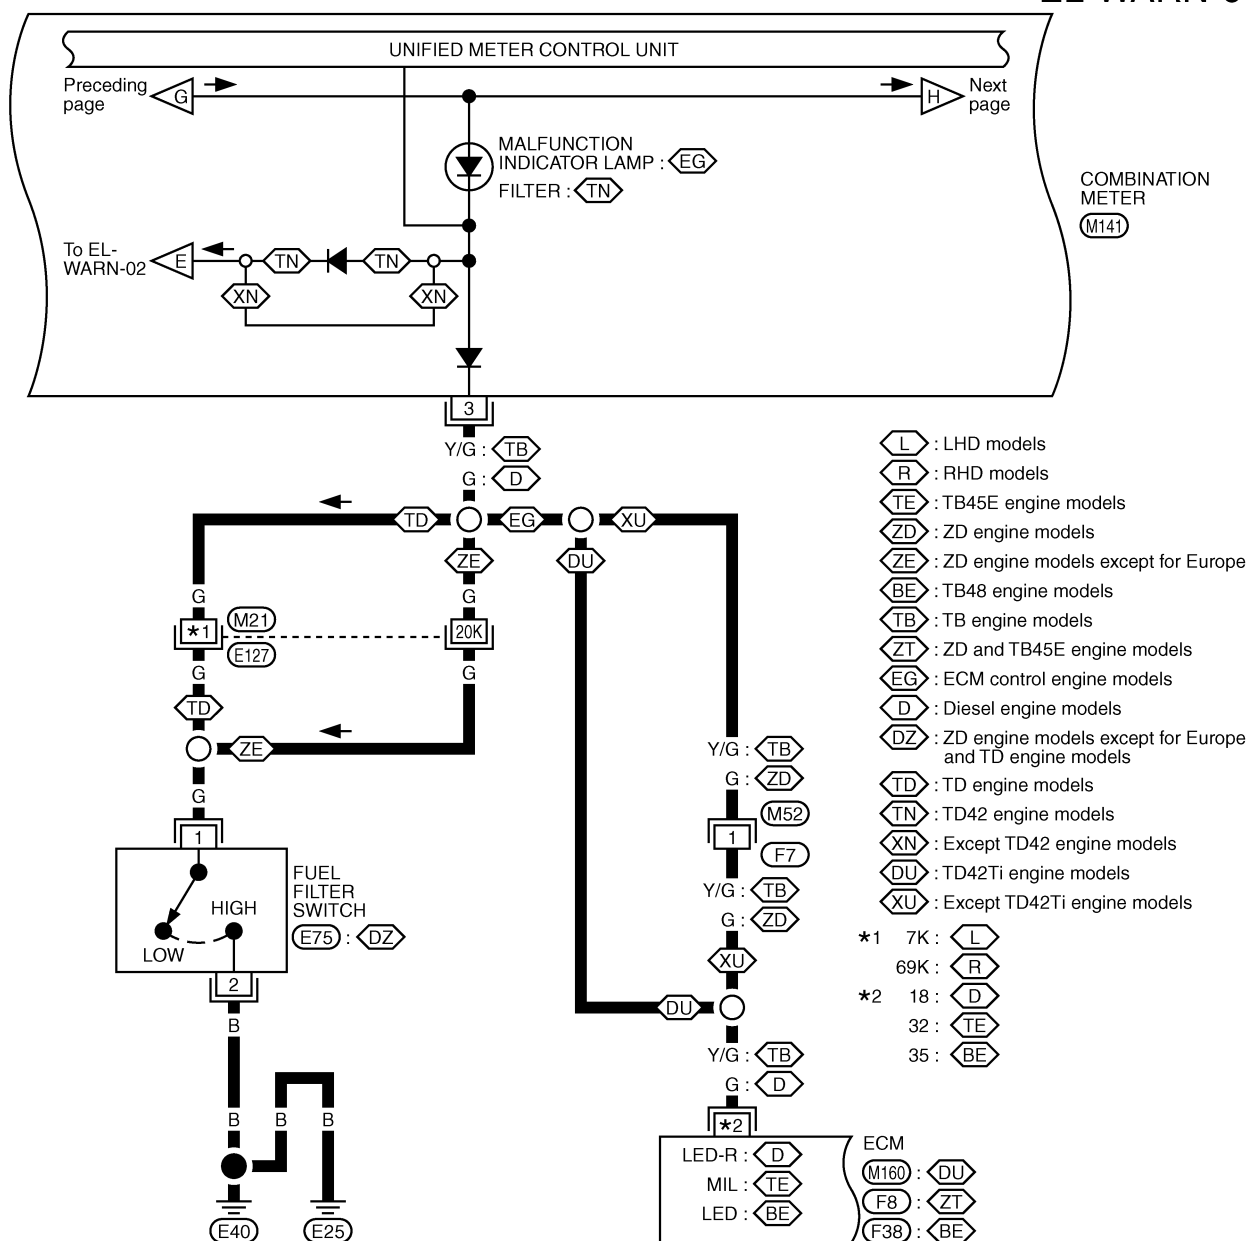 UNIFIED METER CONTROL UNIT
Preceding
page
G
H
Next
page
MALFUNCTION
INDICATOR LAMP : EG
FILTER : TN
COMBINATION
METER
M141
To EL-
WARN-02
E
TN
TN
XN
XN
3
Y/G : TB
G : D
TD
EG
XU
ZE
DU
G
G
*1
M21
E127
20K
G
G
TD
ZE
G
1
FUEL
FILTER
SWITCH
E75 : DZ
HIGH
LOW
2
B
B
B
B
E40
E25
Y/G : TB
G : ZD
M52
1
F7
Y/G : TB
G : ZD
XU
DU
Y/G : TB
G : D
*2
LED-R : D
MIL : TE
LED : BE
ECM
M160 : DU
F8 : ZT
F38 : BE
L : LHD models
R : RHD models
TE : TB45E engine models
ZD : ZD engine models
ZE : ZD engine models except for Europe
BE : TB48 engine models
TB : TB engine models
ZT : ZD and TB45E engine models
EG : ECM control engine models
D : Diesel engine models
DZ : ZD engine models except for Europe
and TD engine models
TD : TD engine models
TN : TD42 engine models
XN : Except TD42 engine models
DU : TD42Ti engine models
XU : Except TD42Ti engine models
*1 7K : L
69K : R
*2 18 : D
32 : TE
35 : BE